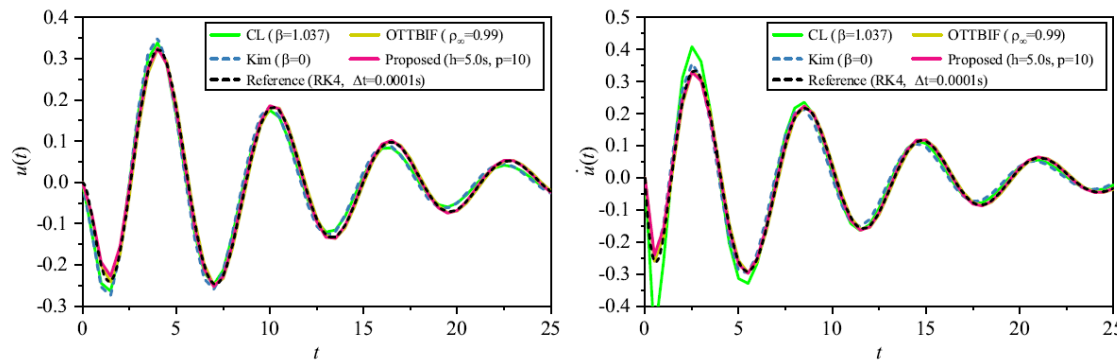 0.4
0.3
0.2
0.1
0.0
-0.1
-0.2
-0.3
u(t)
CL (β=1.037) OTTBIF (ρ∞=0.99)
Kim (β=0) Proposed (h=5.0s, p=10)
Reference (RK4, Δt=0.0001s)
0 5 10 15 20 25
t
0.5
0.4
0.3
0.2
0.1
0.0
-0.1
-0.2
-0.3
0.4
u̇(t)
CL (β=1.037) OTTBIF (ρ∞=0.99)
Kim (β=0) Proposed (h=5.0s, p=10)
Reference (RK4, Δt=0.0001s)
0 5 10 15 20 25
t